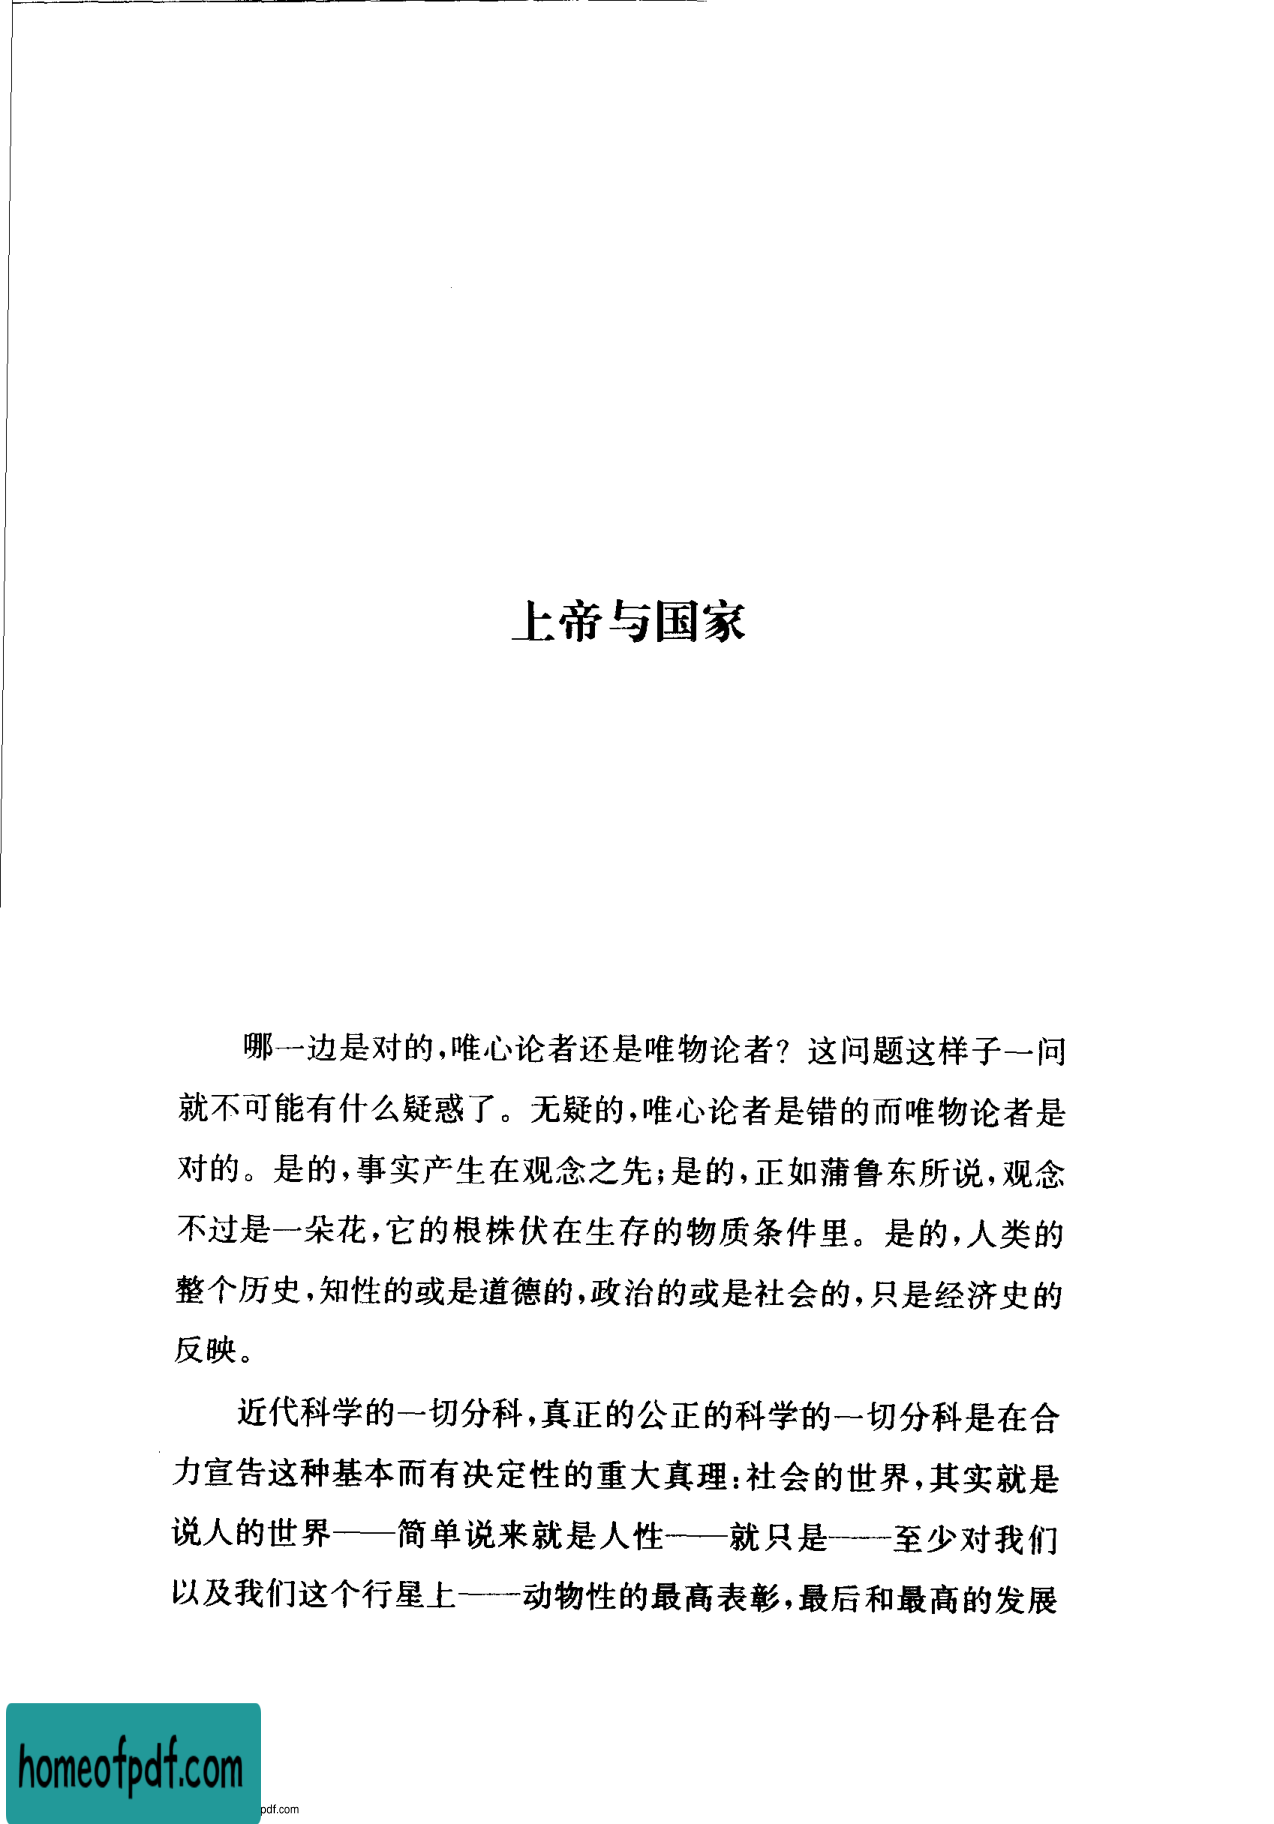 上帝与国家
哪一边是对的,唯心论者还是唯物论者? 这问题这样子一问
就不可能有什么疑惑了。无疑的,唯心论者是错的而唯物论者是
对的。是的,事实产生在观念之先;是的,正如蒲鲁东所说,观念
不过是一朵花,它的根株伏在生存的物质条件里。是的,人类的
整个历史,知性的或是道德的,政治的或是社会的,只是经济史的
反映。
近代科学的一切分科,真正的公正的科学的一切分科是在合
力宣告这种基本而有决定性的重大真理:社会的世界,其实就是
说人的世界——简单说来就是人性——就只是——至少对我们
以及我们这个行星上——动物性的最高表彰,最后和最高的发展
homeofpdf.com
pdf.com